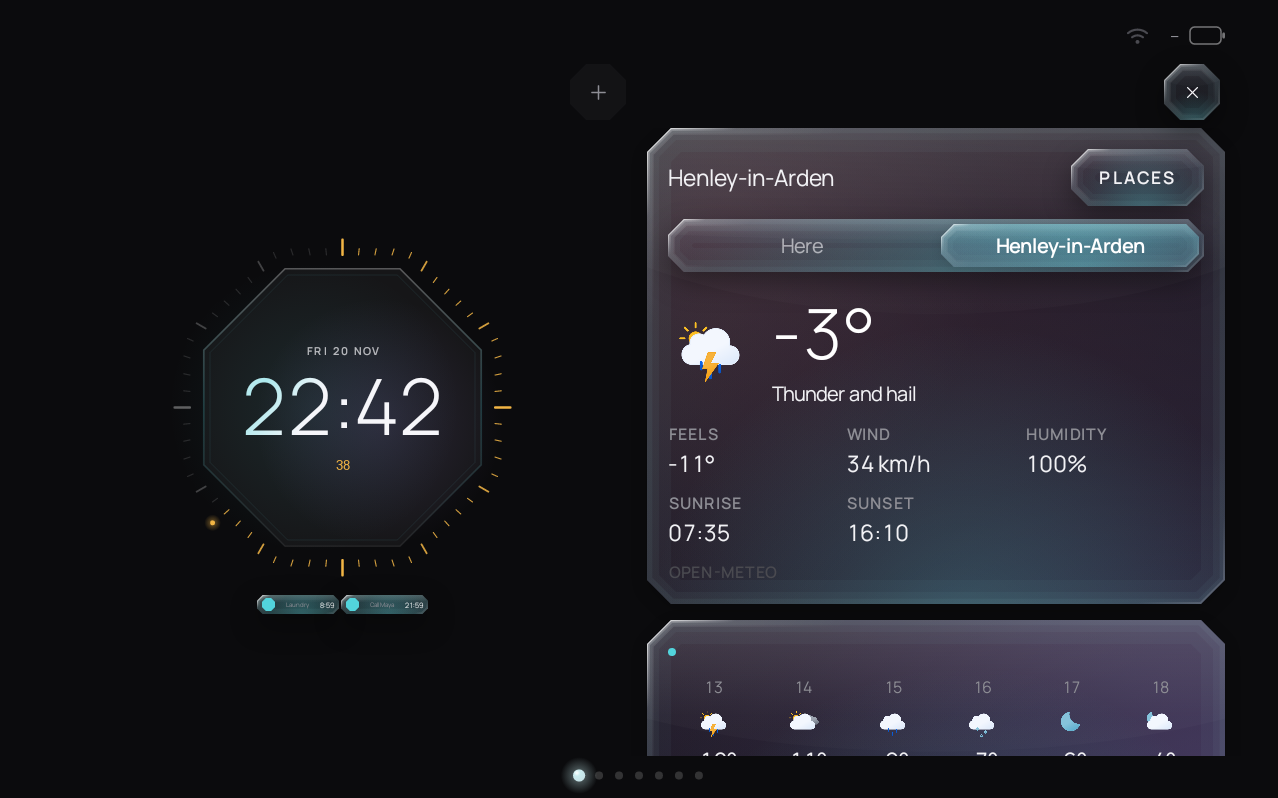 Henley-in-Arden
PLACES
Here
Henley-in-Arden
-3°
Thunder and hail
FEELS
WIND
HUMIDITY
-11°
34 km/h
100%
SUNRISE
SUNSET
07:35
16:10
OPEN-METEO
13 14 15 16 17 18
FRI 20 NOV
22:42
38
Laundry 8:59
Call Maya 21:59